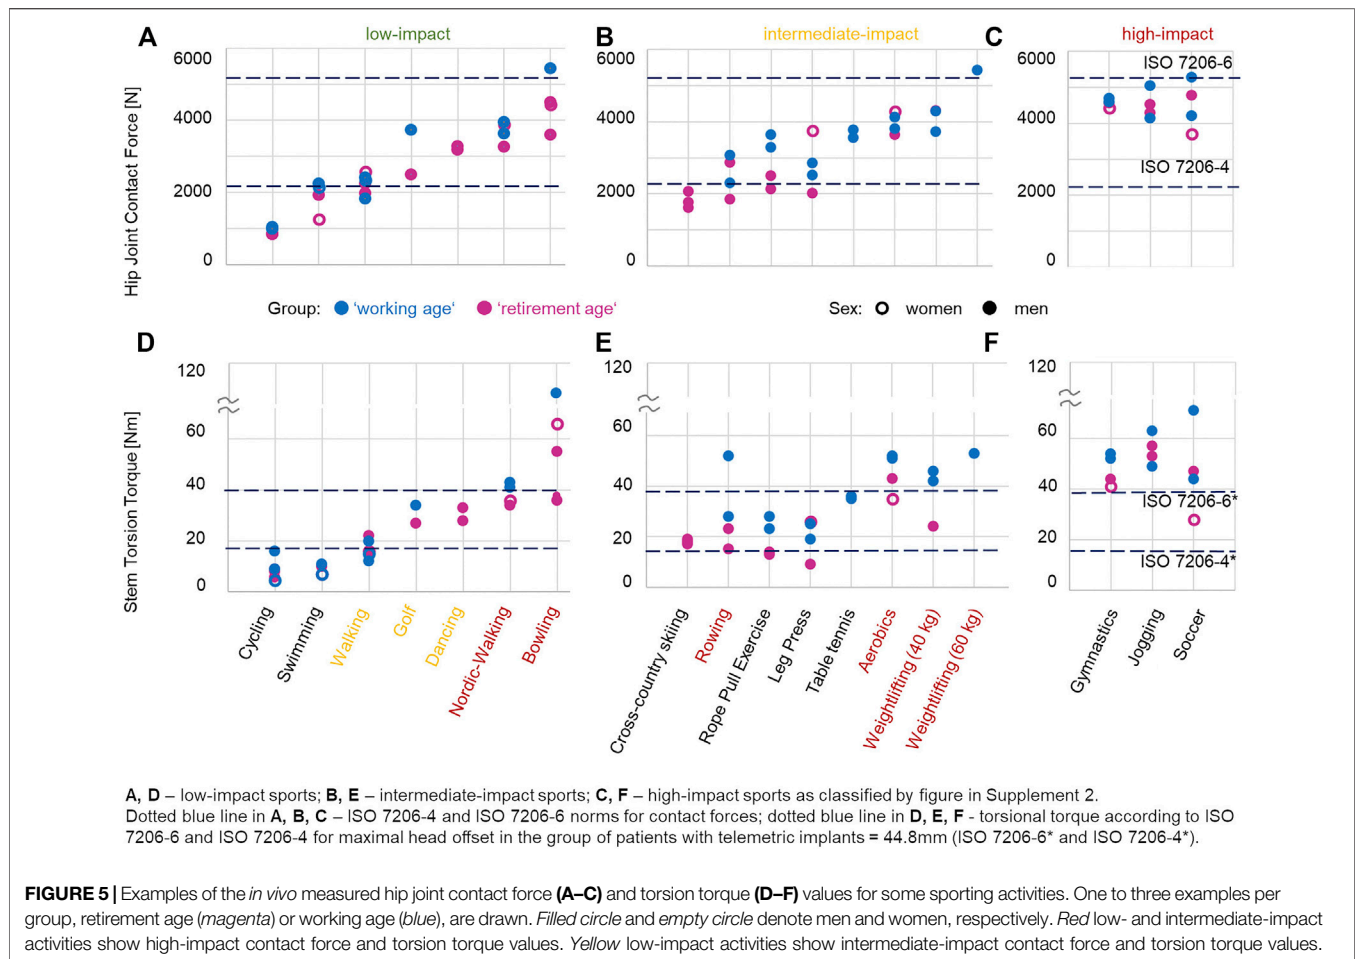 A
low-impact
B
intermediate-impact
C
high-impact
Hip Joint Contact Force [N]
6000
4000
2000
0
6000
4000
2000
0
6000
4000
2000
0
ISO 7206-6
ISO 7206-4
Group: 'working age' 'retirement age'
Sex: women men
D
E
F
Stem Torsion Torque [Nm]
120
60
40
20
0
120
60
40
20
0
120
60
40
20
0
ISO 7206-6*
ISO 7206-4*
Cycling
Swimming
Walking
Golf
Dancing
Nordic-Walking
Bowling
Cross-country skiing
Rowing
Rope Pull Exercise
Leg Press
Table tennis
Aerobics
Weightlifting (40 kg)
Weightlifting (60 kg)
Gymnastics
Jogging
Soccer
A, D – low-impact sports; B, E – intermediate-impact sports; C, F – high-impact sports as classified by figure in Supplement 2.
Dotted blue line in A, B, C – ISO 7206-4 and ISO 7206-6 norms for contact forces; dotted blue line in D, E, F - torsional torque according to ISO
7206-6 and ISO 7206-4 for maximal head offset in the group of patients with telemetric implants = 44.8mm (ISO 7206-6* and ISO 7206-4*).
FIGURE 5 | Examples of the in vivo measured hip joint contact force (A–C) and torsion torque (D–F) values for some sporting activities. One to three examples per
group, retirement age (magenta) or working age (blue), are drawn. Filled circle and empty circle denote men and women, respectively. Red low- and intermediate-impact
activities show high-impact contact force and torsion torque values. Yellow low-impact activities show intermediate-impact contact force and torsion torque values.